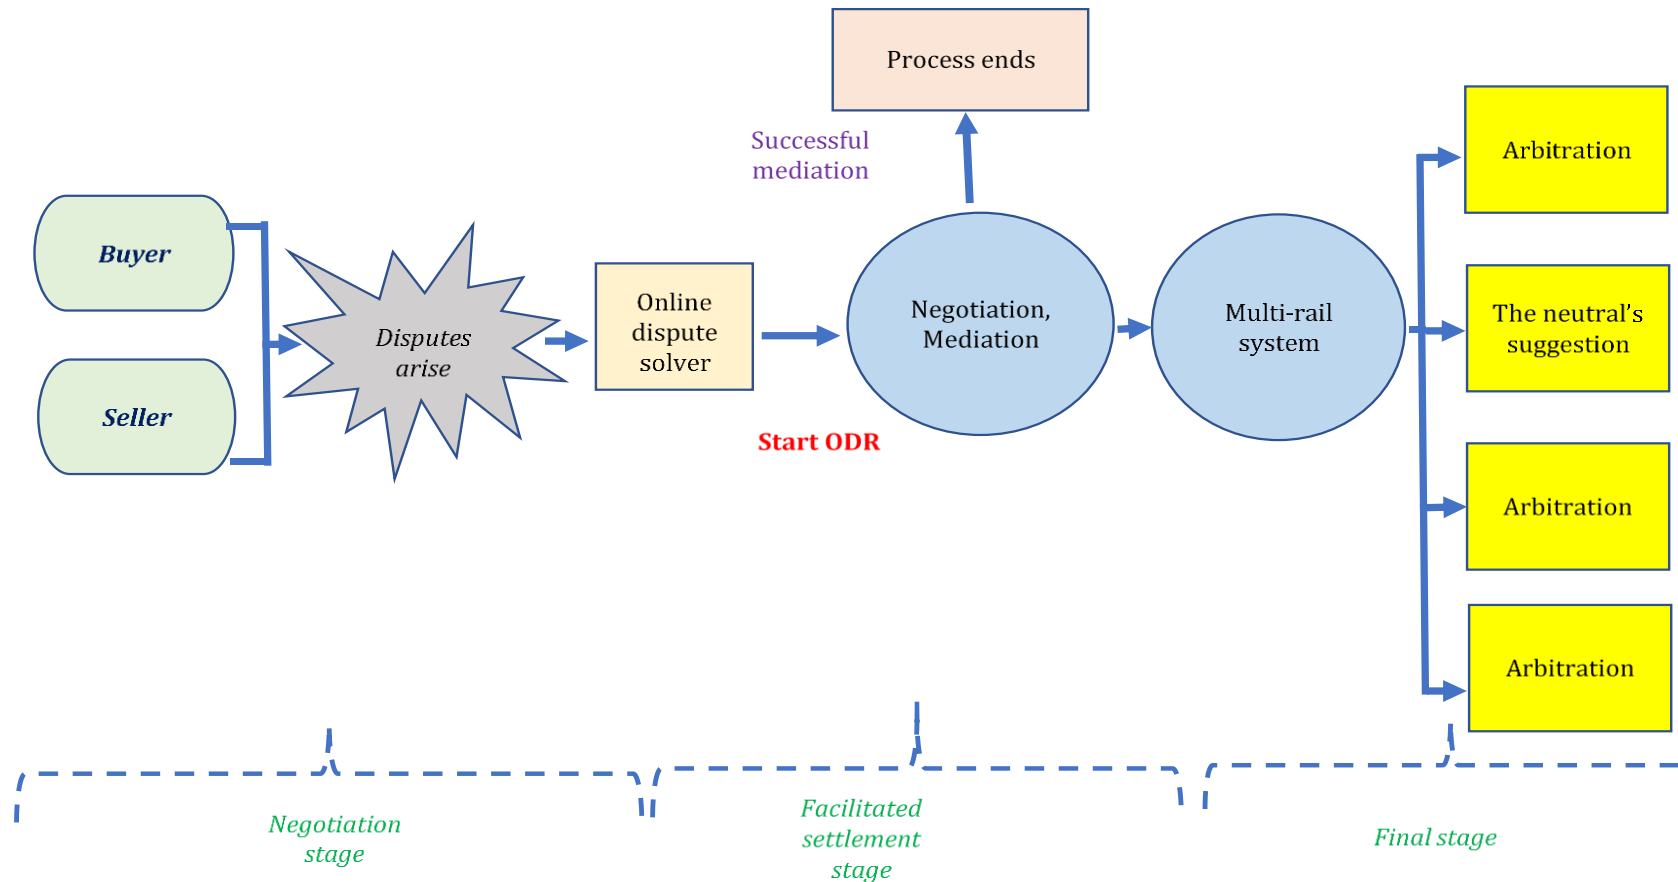 Process ends
Successful
mediation
Arbitration
Buyer
Disputes
arise
Online
dispute
solver
Negotiation,
Mediation
Multi-rail
system
The neutral’s
suggestion
Seller
Start ODR
Arbitration
Arbitration
Negotiation
stage
Facilitated
settlement
stage
Final stage